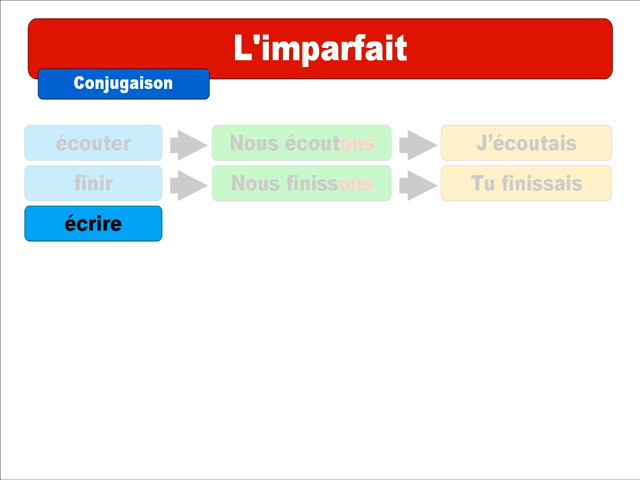 L'imparfait
Conjugaison
écouter Nous écoutons J'écoutais
finir Nous finissons Tu finissais
écrire